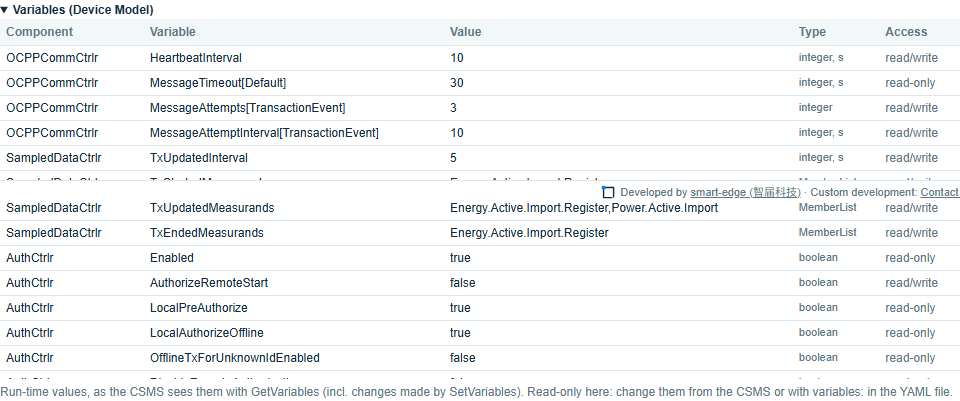 ▼ Variables (Device Model)
Component Variable Value Type Access
OCPPCommCtrlr HeartbeatInterval 10 integer, s read/write
OCPPCommCtrlr MessageTimeout[Default] 30 integer, s read-only
OCPPCommCtrlr MessageAttempts[TransactionEvent] 3 integer read/write
OCPPCommCtrlr MessageAttemptInterval[TransactionEvent] 10 integer, s read/write
SampledDataCtrlr TxUpdatedInterval 5 integer, s read/write
Developed by smart-edge (智届科技) · Custom development: Contact
SampledDataCtrlr TxUpdatedMeasurands Energy.Active.Import.Register,Power.Active.Import MemberList read/write
SampledDataCtrlr TxEndedMeasurands Energy.Active.Import.Register MemberList read/write
AuthCtrlr Enabled true boolean read-only
AuthCtrlr AuthorizeRemoteStart false boolean read/write
AuthCtrlr LocalPreAuthorize true boolean read-only
AuthCtrlr LocalAuthorizeOffline true boolean read-only
AuthCtrlr OfflineTxForUnknownIdEnabled false boolean read-only
Run-time values, as the CSMS sees them with GetVariables (incl. changes made by SetVariables). Read-only here: change them from the CSMS or with variables: in the YAML file.